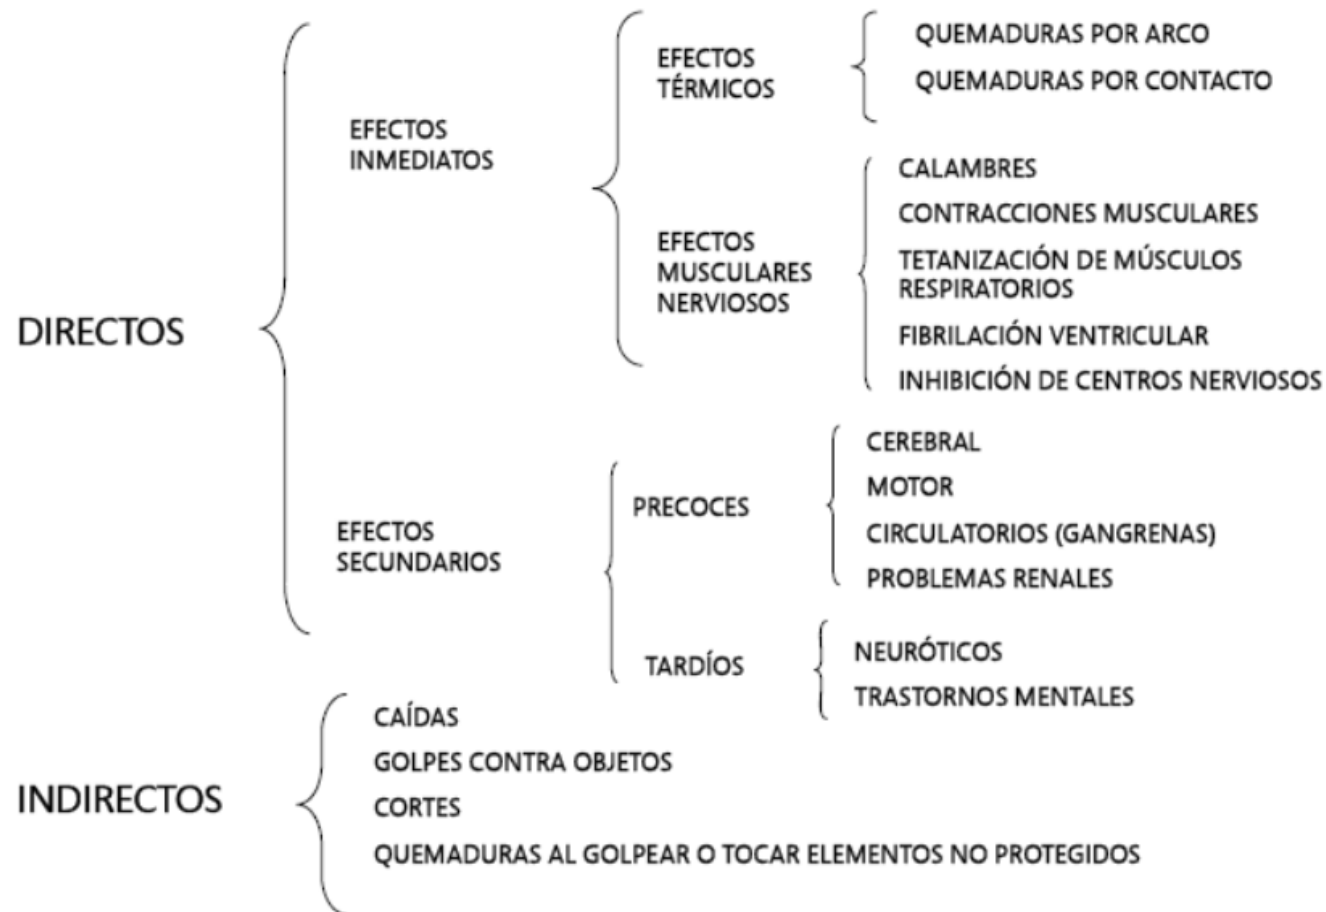 DIRECTOS
EFECTOS
INMEDIATOS
EFECTOS
TÉRMICOS
QUEMADURAS POR ARCO
QUEMADURAS POR CONTACTO
EFECTOS
MUSCULARES
NERVIOSOS
CALAMBRES
CONTRACCIONES MUSCULARES
TETANIZACIÓN DE MÚSCULOS
RESPIRATORIOS
FIBRILACIÓN VENTRICULAR
INHIBICIÓN DE CENTROS NERVIOSOS
EFECTOS
SECUNDARIOS
PRECOCES
CEREBRAL
MOTOR
CIRCULATORIOS (GANGRENAS)
PROBLEMAS RENALES
TARDÍOS
NEURÓTICOS
TRASTORNOS MENTALES
INDIRECTOS
CAÍDAS
GOLPES CONTRA OBJETOS
CORTES
QUEMADURAS AL GOLPEAR O TOCAR ELEMENTOS NO PROTEGIDOS